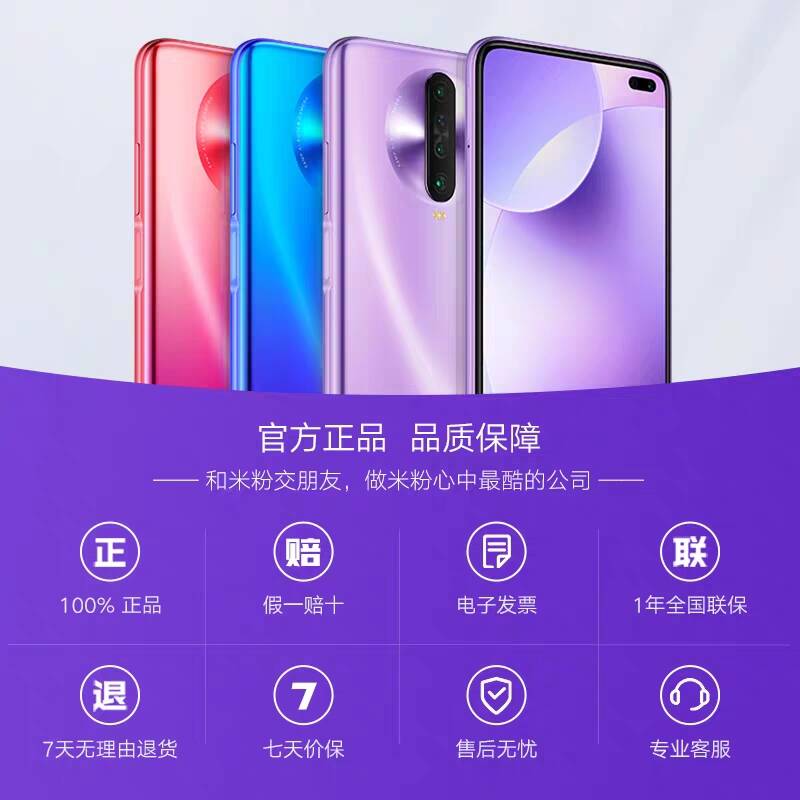 官方正品 品质保障
和米粉交朋友，做米粉心中最酷的公司
正 赔 联
100% 正品 假一赔十 电子发票 1年全国联保
退 7
7天无理由退货 七天价保 售后无忧 专业客服